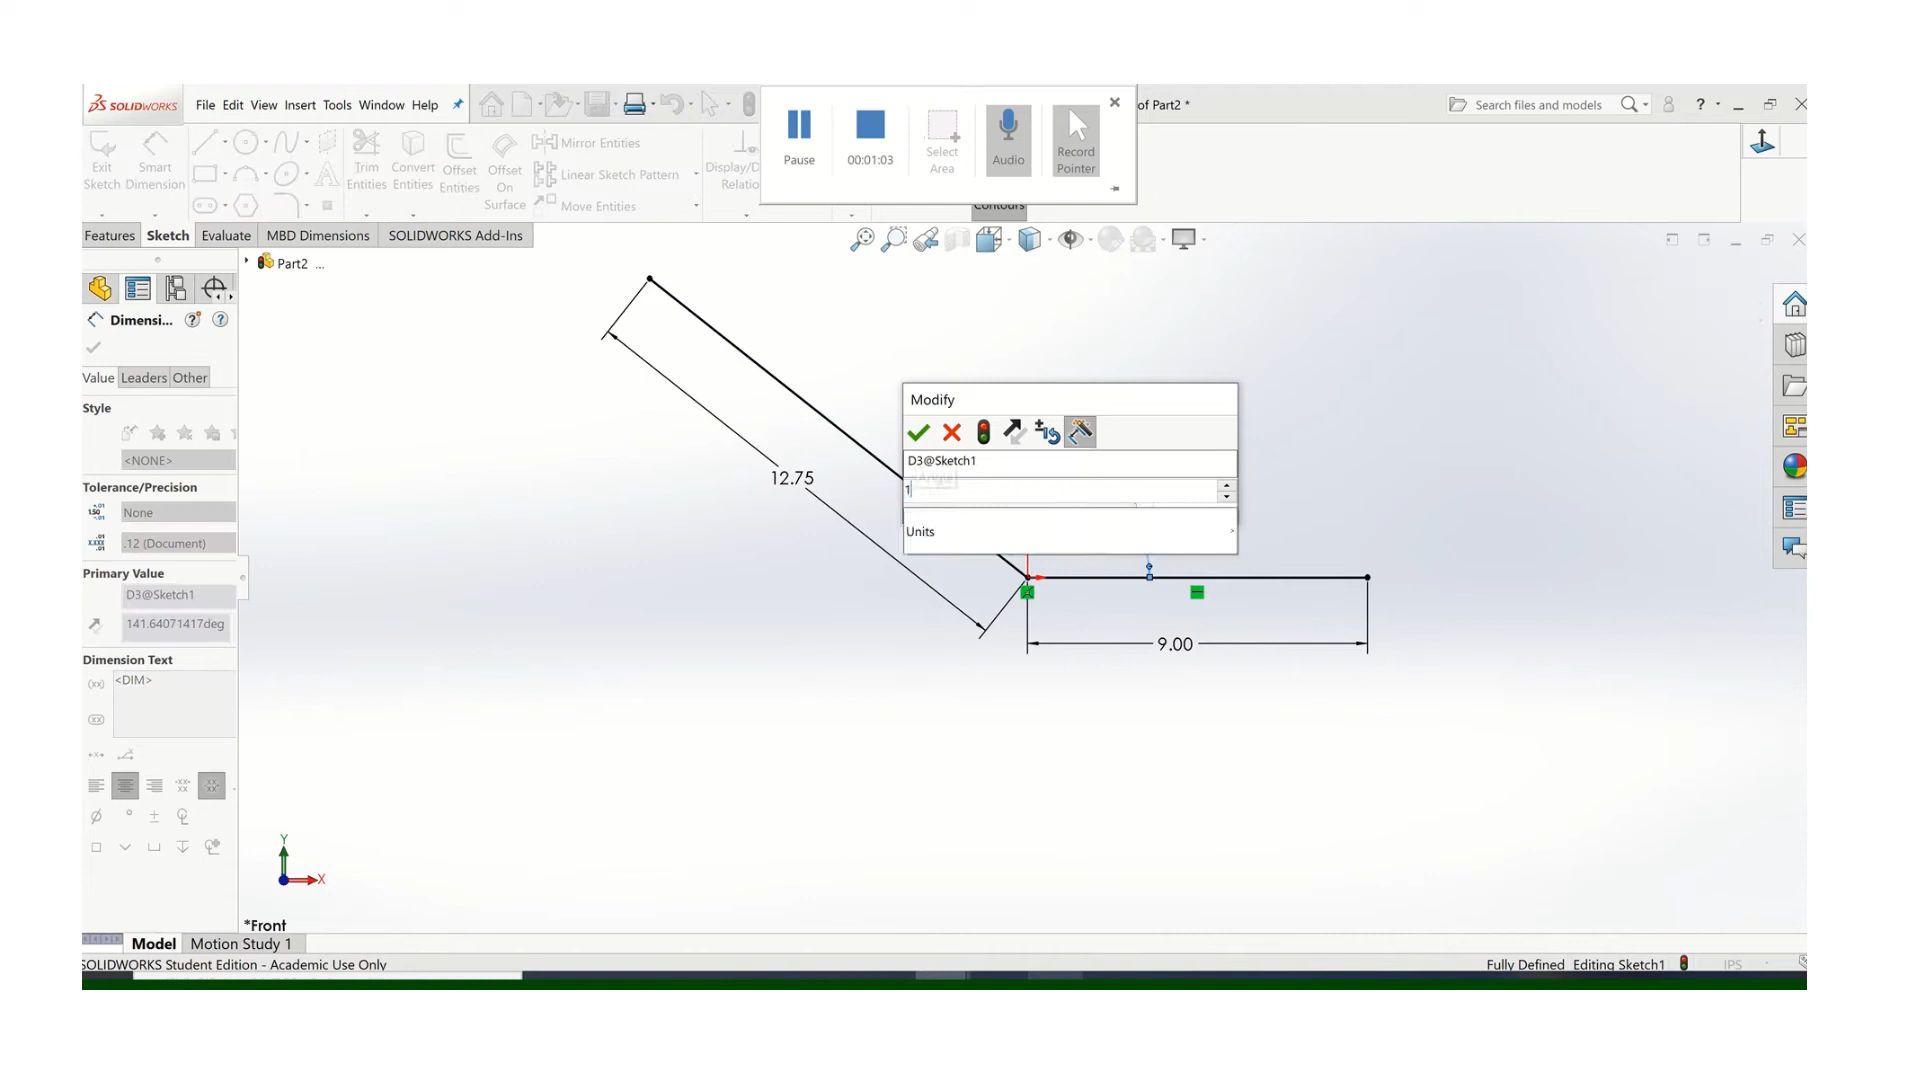 SOLIDWORKS File Edit View Insert Tools Window Help of Part2 * Search files and models ?
Pause 00:01:03 Select Area Audio Record Pointer
Exit Sketch Smart Dimension Trim Entities Convert Entities Offset Entities Offset On Surface
Mirror Entities
Linear Sketch Pattern
Move Entities
Display/D
Relatio
Contours
Features Sketch Evaluate MBD Dimensions SOLIDWORKS Add-Ins
Part2 ...
Dimensi...
Value Leaders Other
Style
<NONE>
Tolerance/Precision
None
.12 (Document)
Primary Value
D3@Sketch1
141.64071417deg
Dimension Text
<DIM>
12.75
Modify
D3@Sketch1
1
Units
9.00
Y
X
*Front
Model Motion Study 1
SOLIDWORKS Student Edition - Academic Use Only
Fully Defined Editing Sketch1 IPS